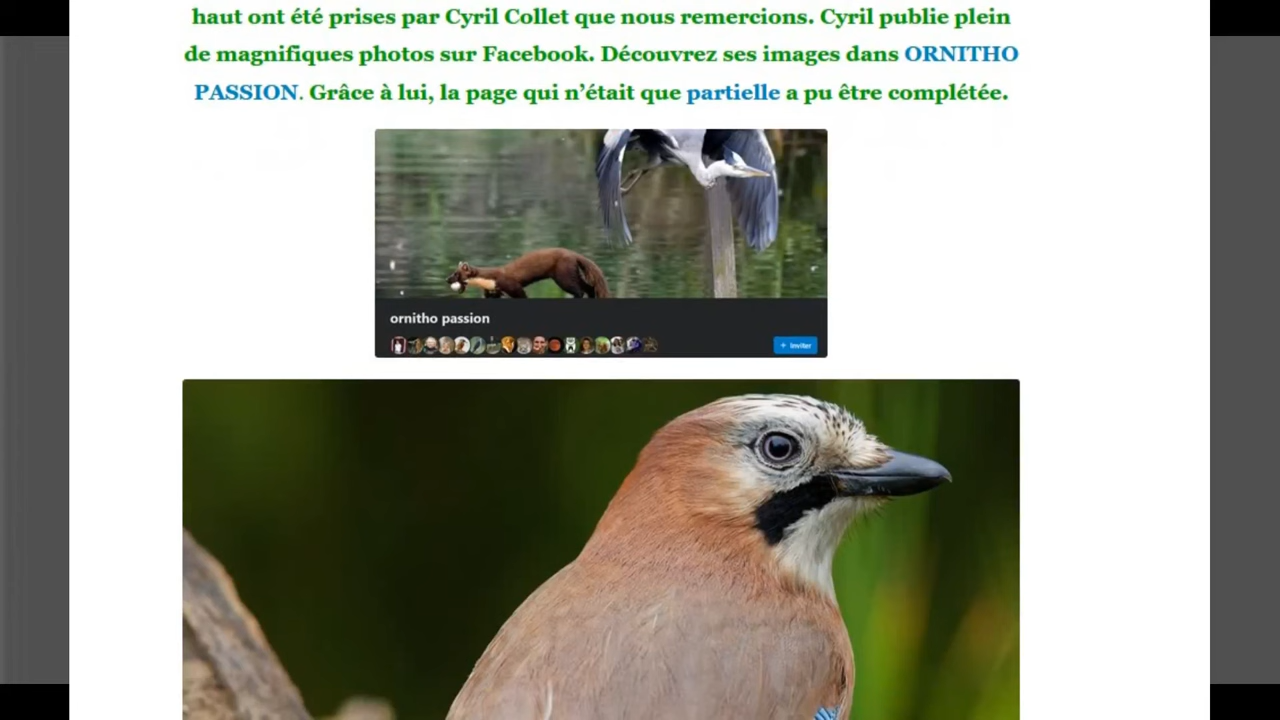 haut ont été prises par Cyril Collet que nous remercions. Cyril publie plein
de magnifiques photos sur Facebook. Découvrez ses images dans ORNITHO
PASSION. Grâce à lui, la page qui n’était que partielle a pu être complétée.
ornitho passion
+ Inviter